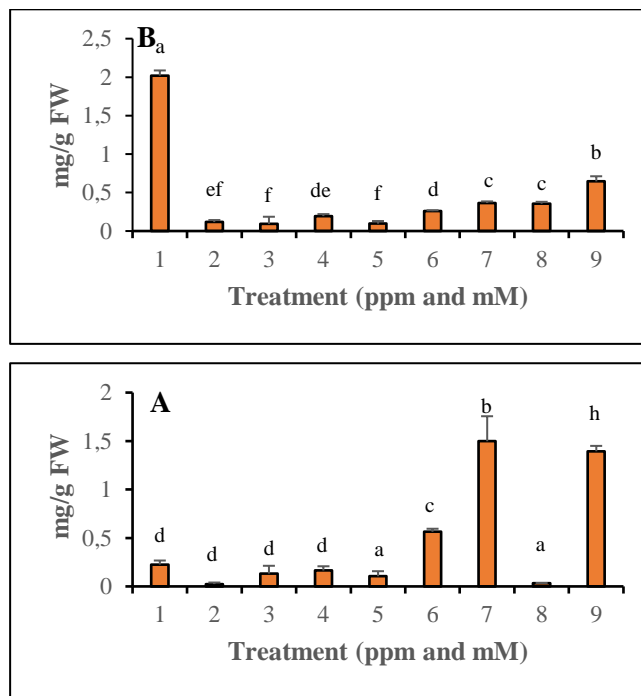 B
a
2,5
2
1,5
1
0,5
0
mg/g FW
ef
f
de
f
d
c
c
b
1 2 3 4 5 6 7 8 9
Treatment (ppm and mM)
A
2
1,5
1
0,5
0
mg/g FW
d
d
d
d
a
c
b
a
h
1 2 3 4 5 6 7 8 9
Treatment (ppm and mM)